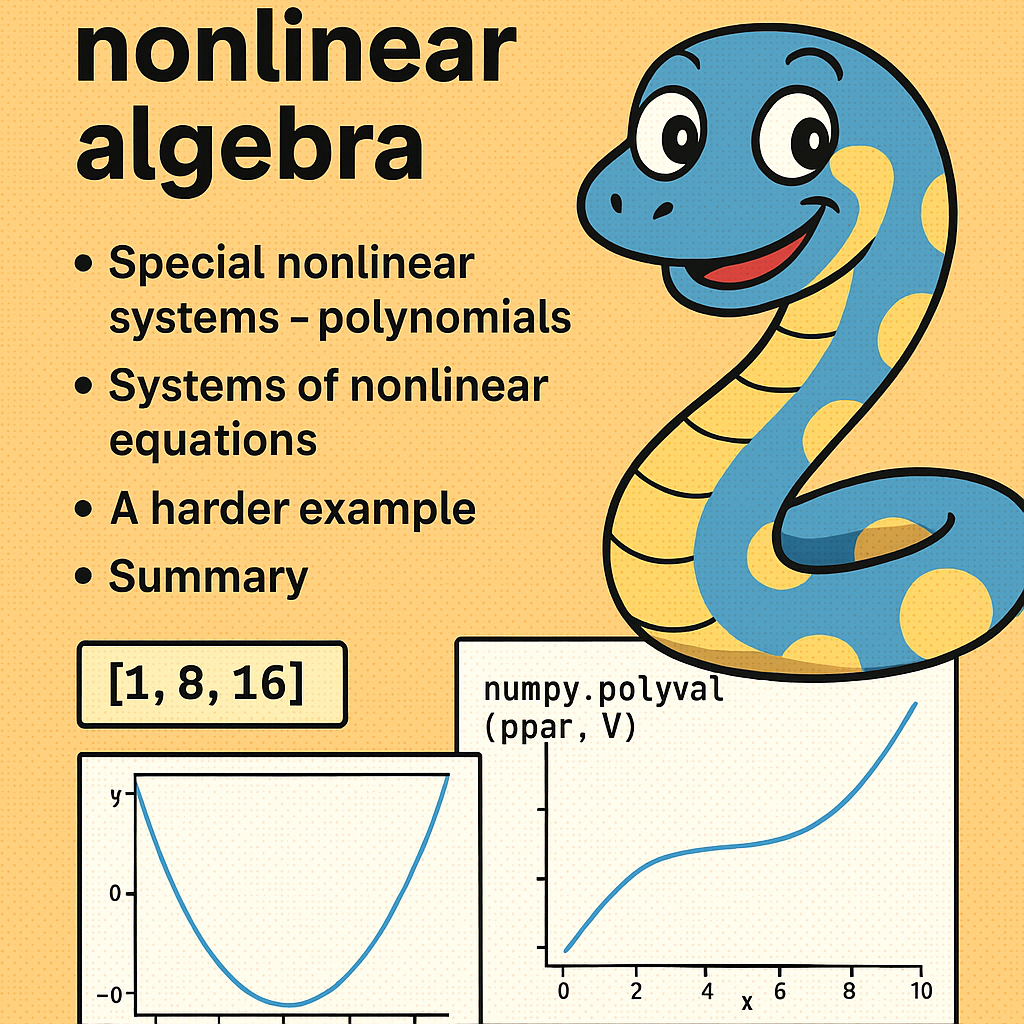 nonlinear
algebra
• Special nonlinear
systems – polynomials
• Systems of nonlinear
equations
• A harder example
• Summary
[1, 8, 16]
numpy.polyval
(ppar, V)
y
0
–0
0 2 4 6 8 10
x